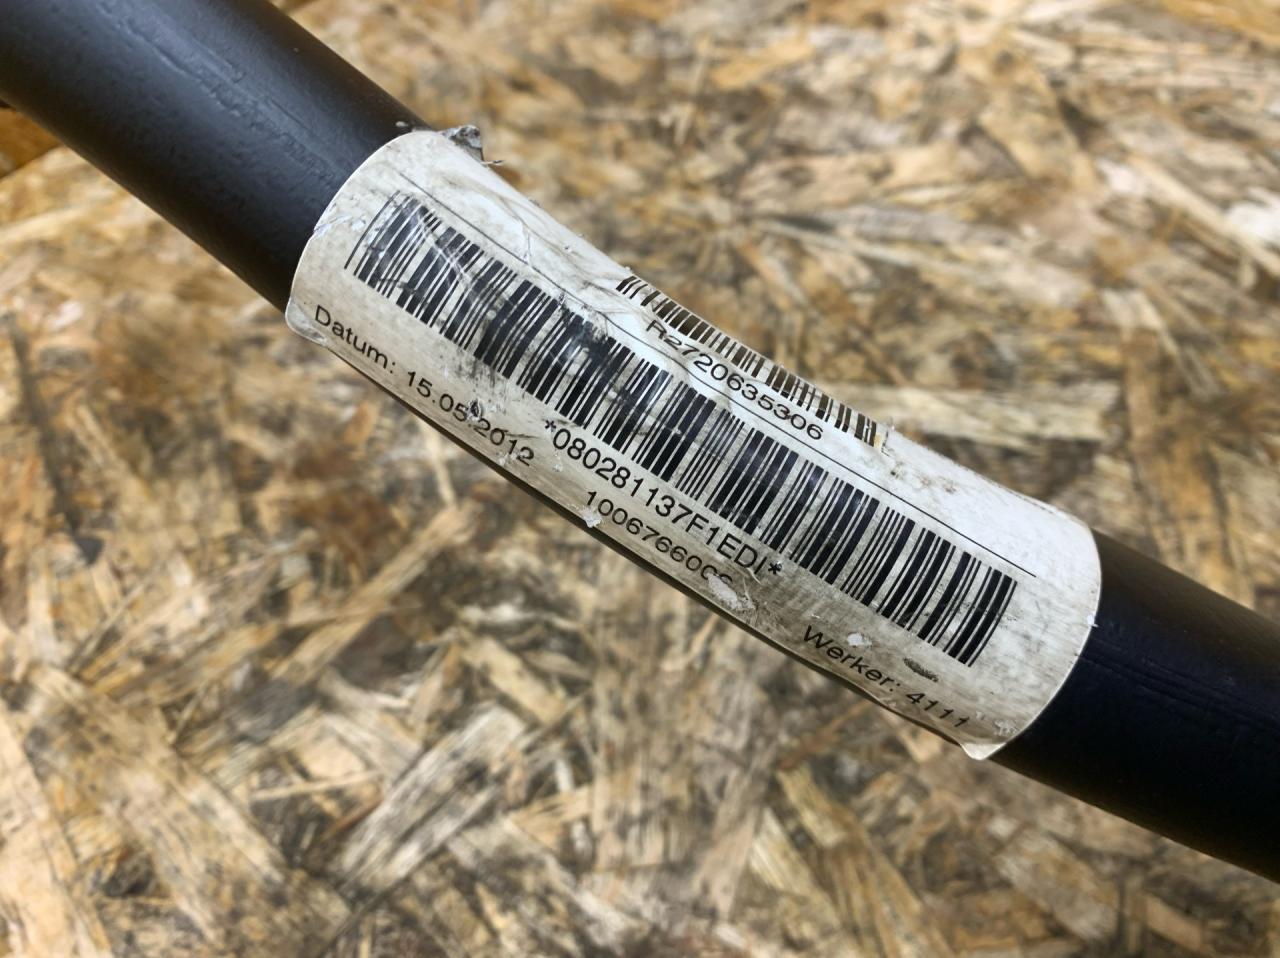 R2720635306
*080281137F1EDI*
Datum: 15.05.2012
Werker: 4111